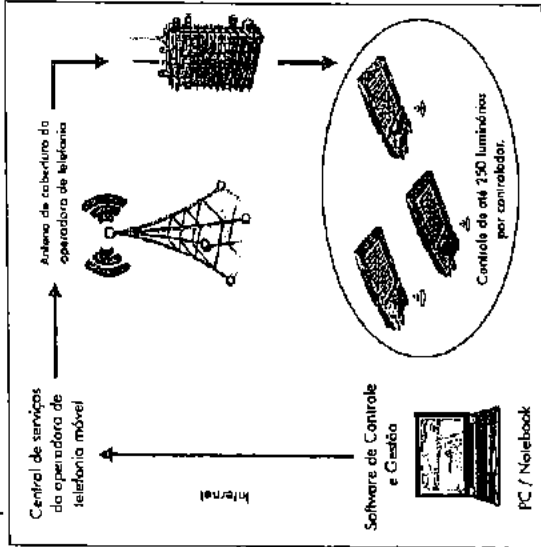 Central de serviços
da operadora de
telefonia móvel
Antena de cobertura da
operadora de telefonia
Internet
Software de Controle
e Gestão
PC / Notebook
Controle de até 250 luminárias
por controlador.